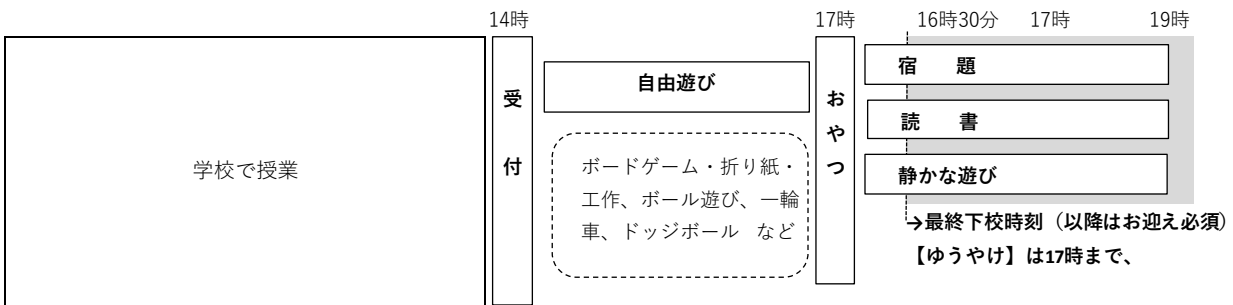 14時
17時
16時30分
17時
19時
学校で授業
受付
自由遊び
ボードゲーム・折り紙・
工作、ボール遊び、一輪
車、ドッジボール　など
おやつ
宿　題
読　書
静かな遊び
→最終下校時刻（以降はお迎え必須）
【ゆうやけ】は17時まで、